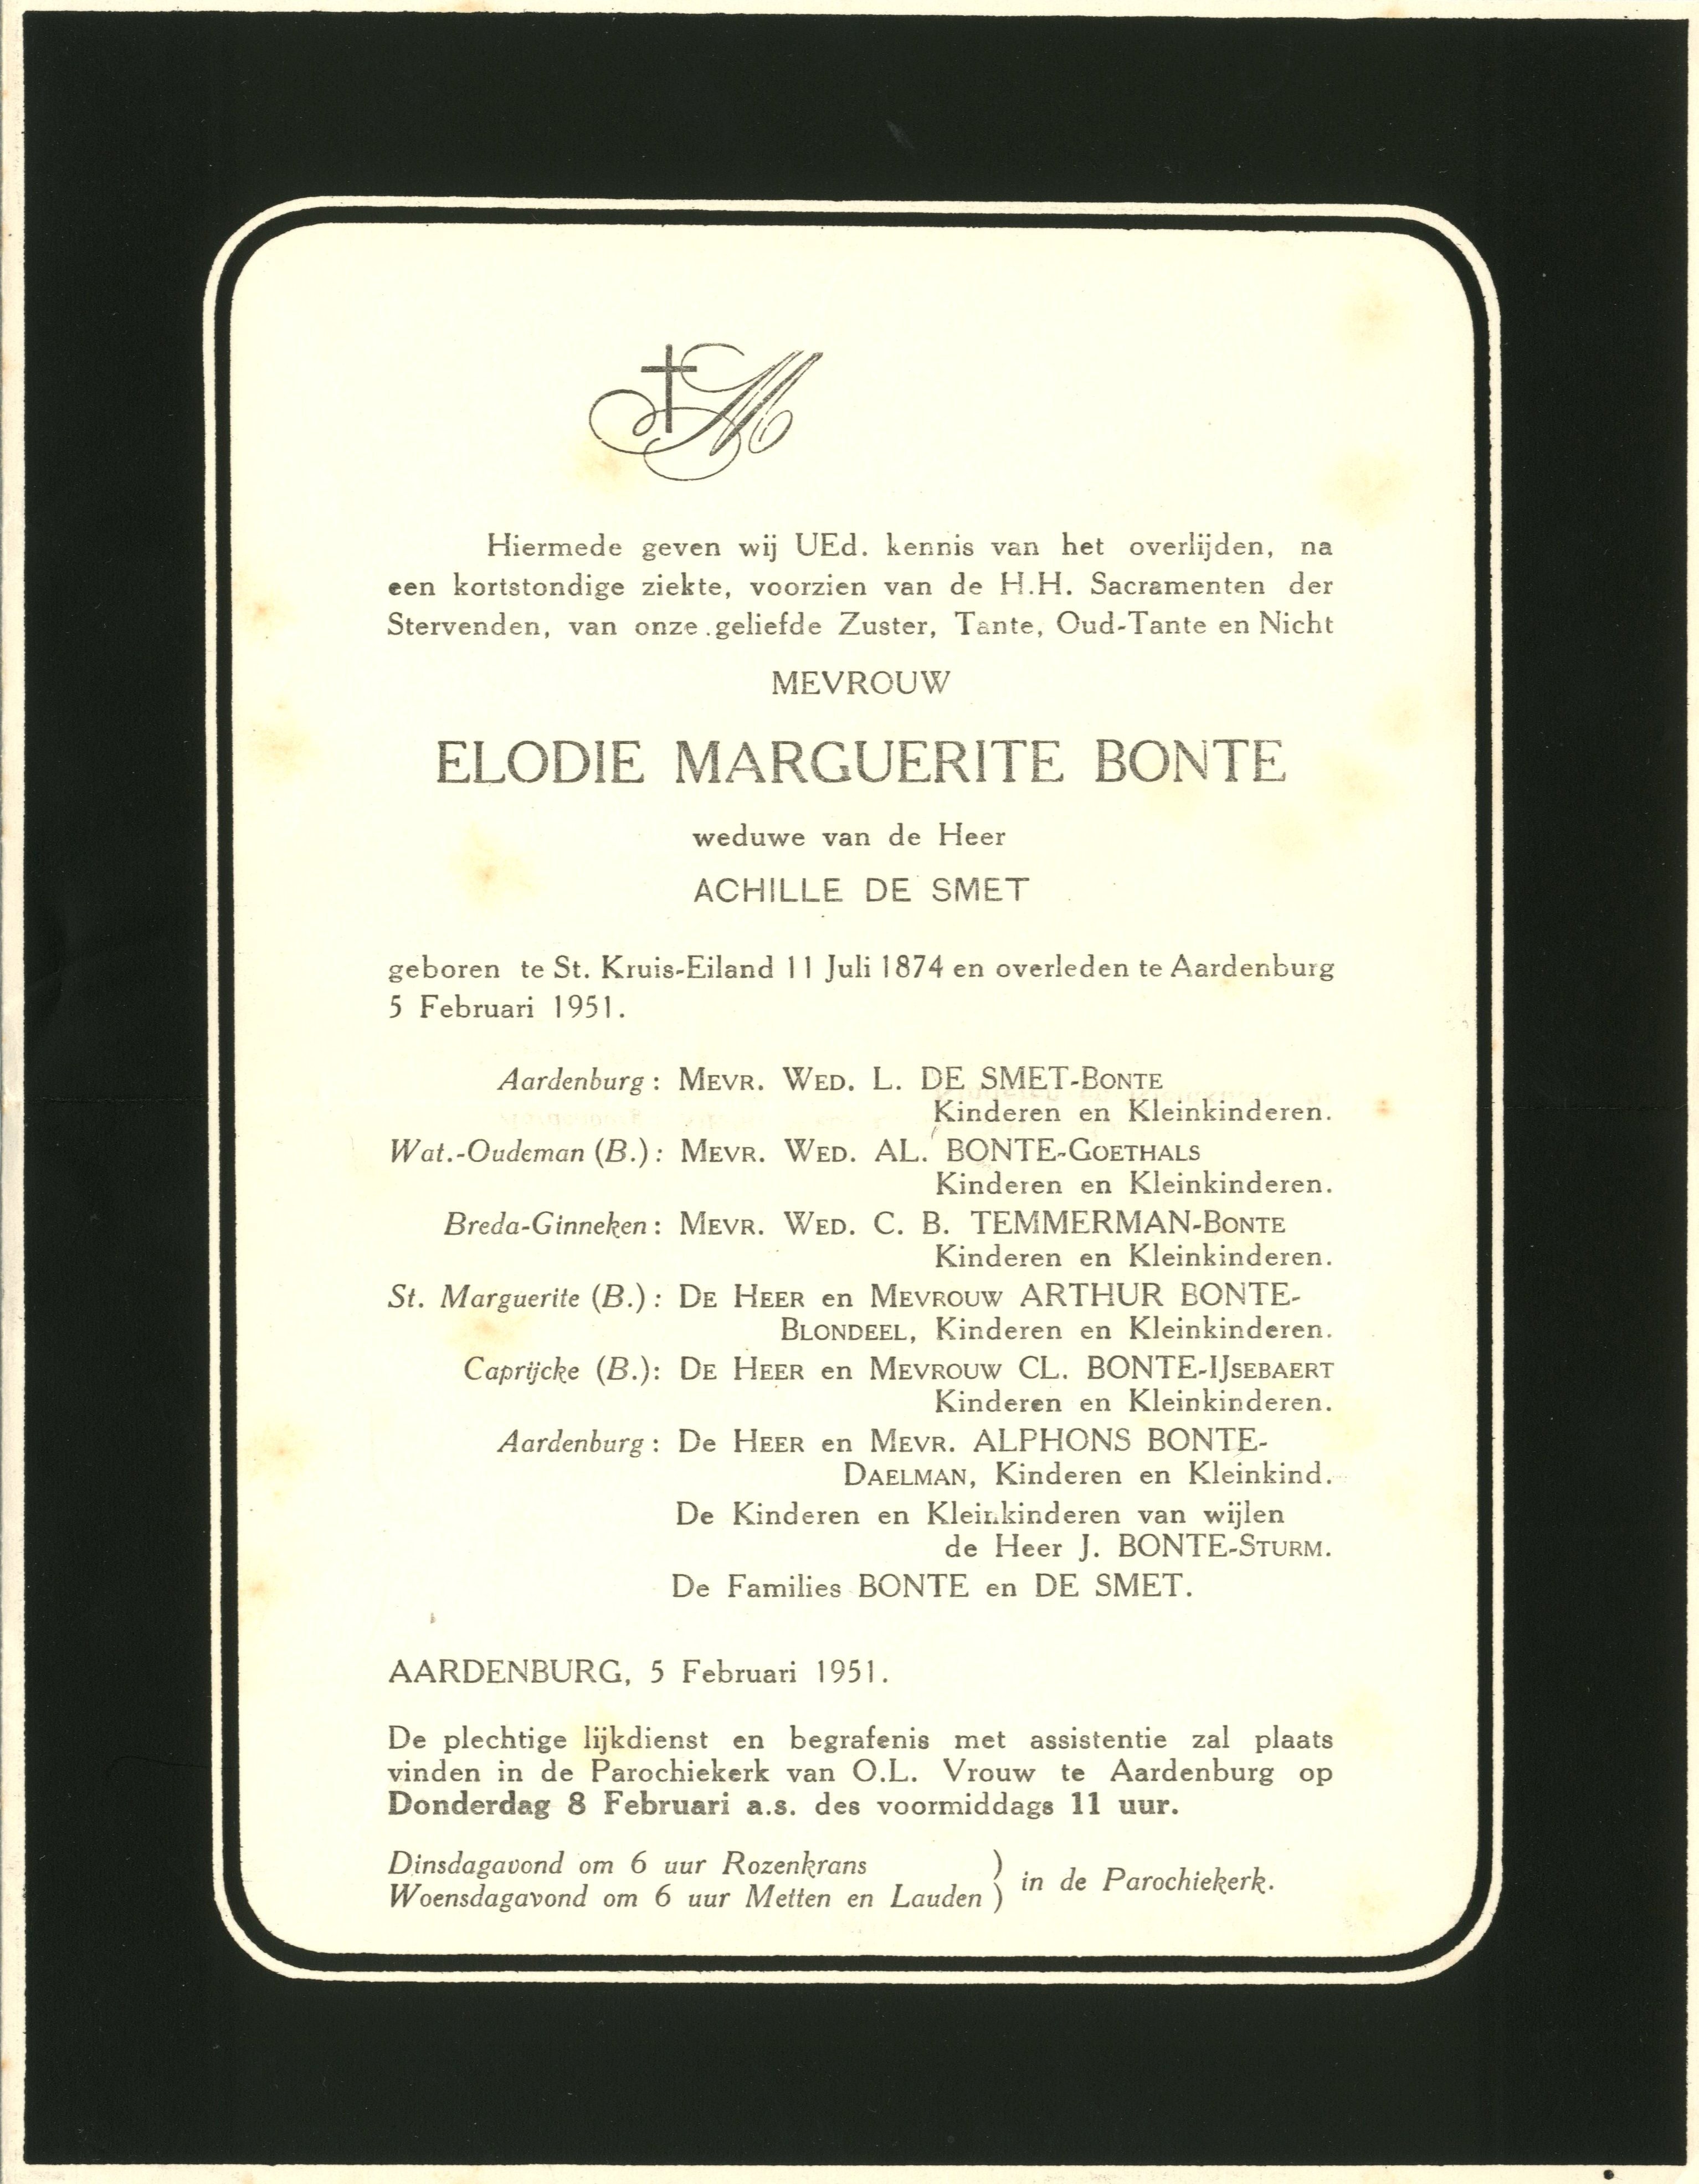 M
Hiermede geven wij UEd. kennis van het overlijden, na
een kortstondige ziekte, voorzien van de H.H. Sacramenten der
Stervenden, van onze geliefde Zuster, Tante, Oud-Tante en Nicht
MEVROUW
ELODIE MARGUERITE BONTE
weduwe van de Heer
ACHILLE DE SMET
geboren te St. Kruis-Eiland 11 Juli 1874 en overleden te Aardenburg
5 Februari 1951.
Aardenburg: MEVR. WED. L. DE SMET-BONTE
Kinderen en Kleinkinderen.
Wat.-Oudeman (B.): MEVR. WED. AL. BONTE-GOETHALS
Kinderen en Kleinkinderen.
Breda-Ginneken: MEVR. WED. C. B. TEMMERMAN-BONTE
Kinderen en Kleinkinderen.
St. Marguerite (B.): DE HEER en MEVROUW ARTHUR BONTE-
BLONDEEL, Kinderen en Kleinkinderen.
Caprijcke (B.): DE HEER en MEVROUW CL. BONTE-IJSEBAERT
Kinderen en Kleinkinderen.
Aardenburg: De HEER en MEVR. ALPHONS BONTE-
DAELMAN, Kinderen en Kleinkind.
De Kinderen en Kleinkinderen van wijlen
de Heer J. BONTE-STURM.
De Families BONTE en DE SMET.
AARDENBURG, 5 Februari 1951.
De plechtige lijkdienst en begrafenis met assistentie zal plaats
vinden in de Parochiekerk van O.L. Vrouw te Aardenburg op
Donderdag 8 Februari a.s. des voormiddags 11 uur.
Dinsdagavond om 6 uur Rozenkrans )
Woensdagavond om 6 uur Metten en Lauden ) in de Parochiekerk.